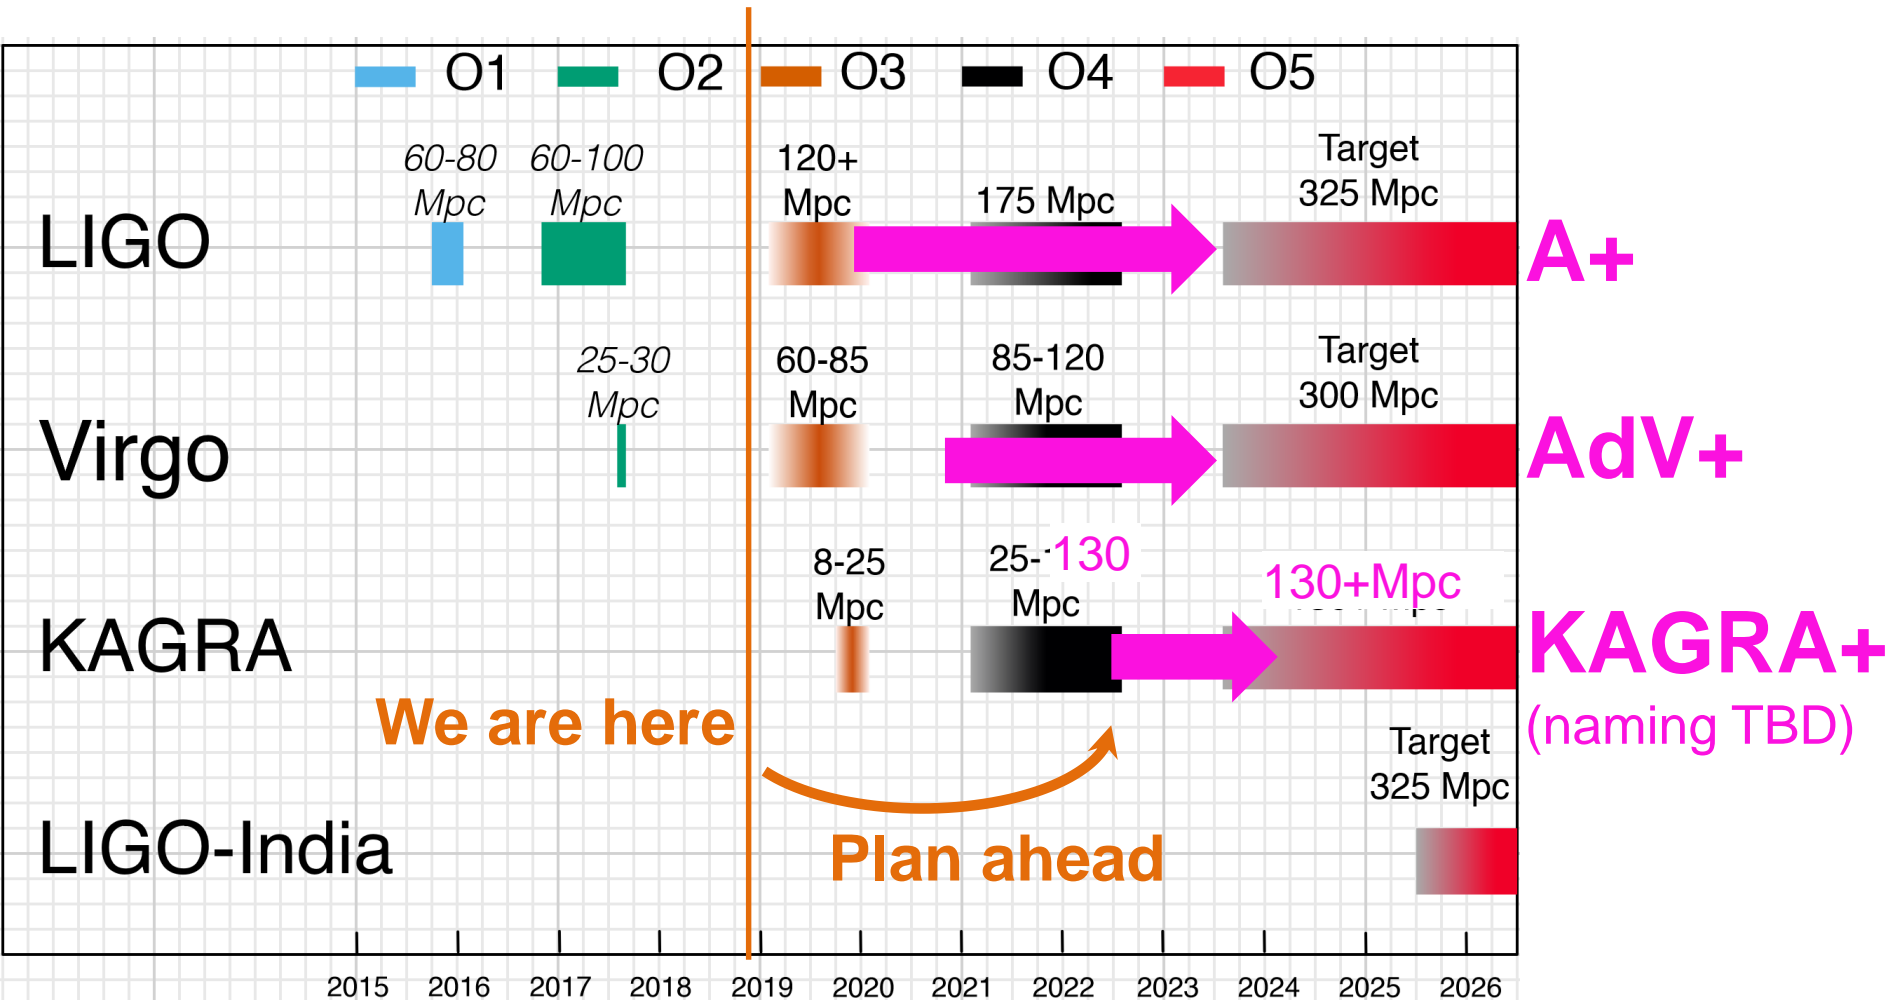 O1 O2 O3 O4 O5
60-80 60-100 120+ Target
Mpc Mpc Mpc 175 Mpc 325 Mpc
LIGO A+
25-30 60-85 85-120 Target
Mpc Mpc Mpc 300 Mpc
Virgo AdV+
8-25 25-130 130+Mpc
Mpc Mpc
KAGRA KAGRA+
We are here (naming TBD)
Target
325 Mpc
LIGO-India Plan ahead
2015 2016 2017 2018 2019 2020 2021 2022 2023 2024 2025 2026